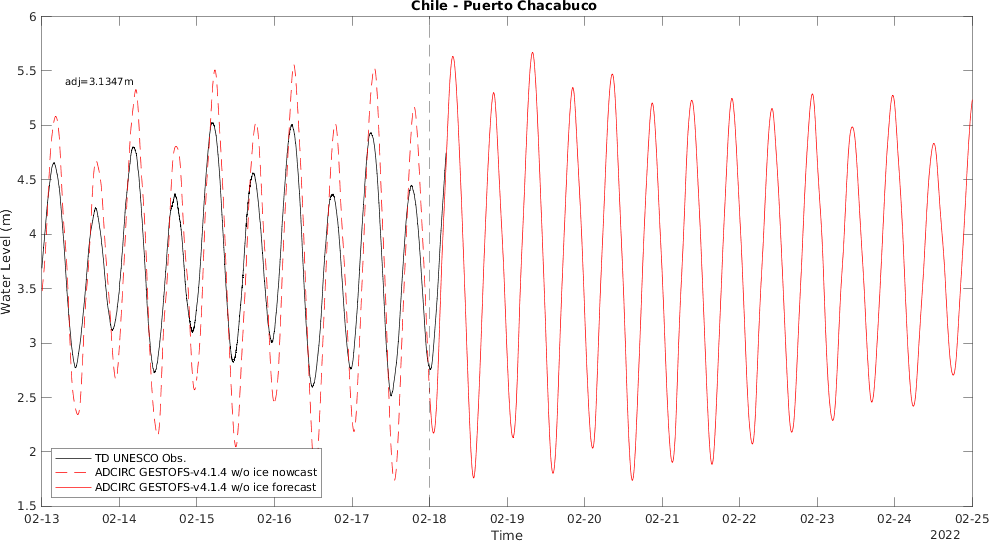 Chile - Puerto Chacabuco
adj=3.1347m
6
5.5
5
4.5
4
3.5
3
2.5
2
1.5
Water Level (m)
TD UNESCO Obs.
ADCIRC GESTOFS-v4.1.4 w/o ice nowcast
ADCIRC GESTOFS-v4.1.4 w/o ice forecast
02-13 02-14 02-15 02-16 02-17 02-18 02-19 02-20 02-21 02-22 02-23 02-24 02-25
Time
2022